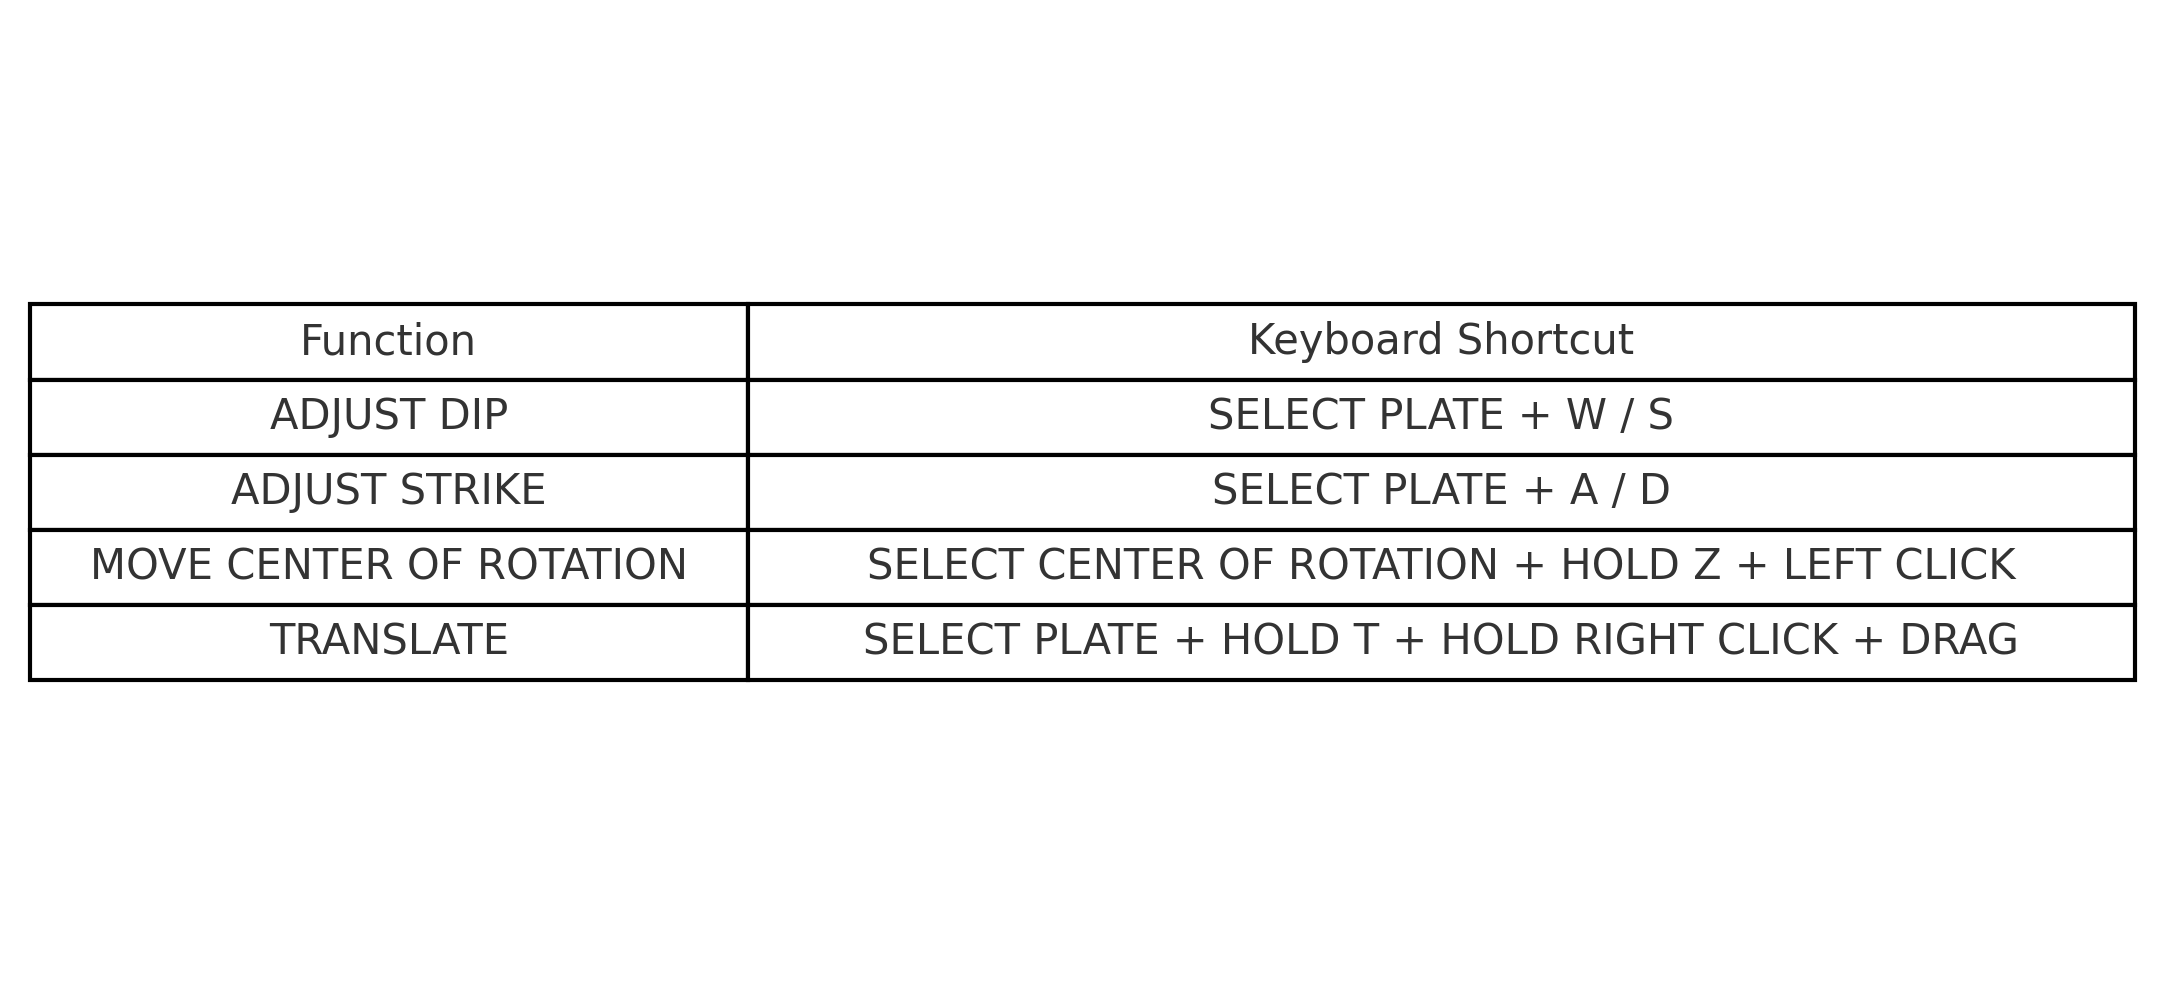 Function Keyboard Shortcut
ADJUST DIP SELECT PLATE + W / S
ADJUST STRIKE SELECT PLATE + A / D
MOVE CENTER OF ROTATION SELECT CENTER OF ROTATION + HOLD Z + LEFT CLICK
TRANSLATE SELECT PLATE + HOLD T + HOLD RIGHT CLICK + DRAG